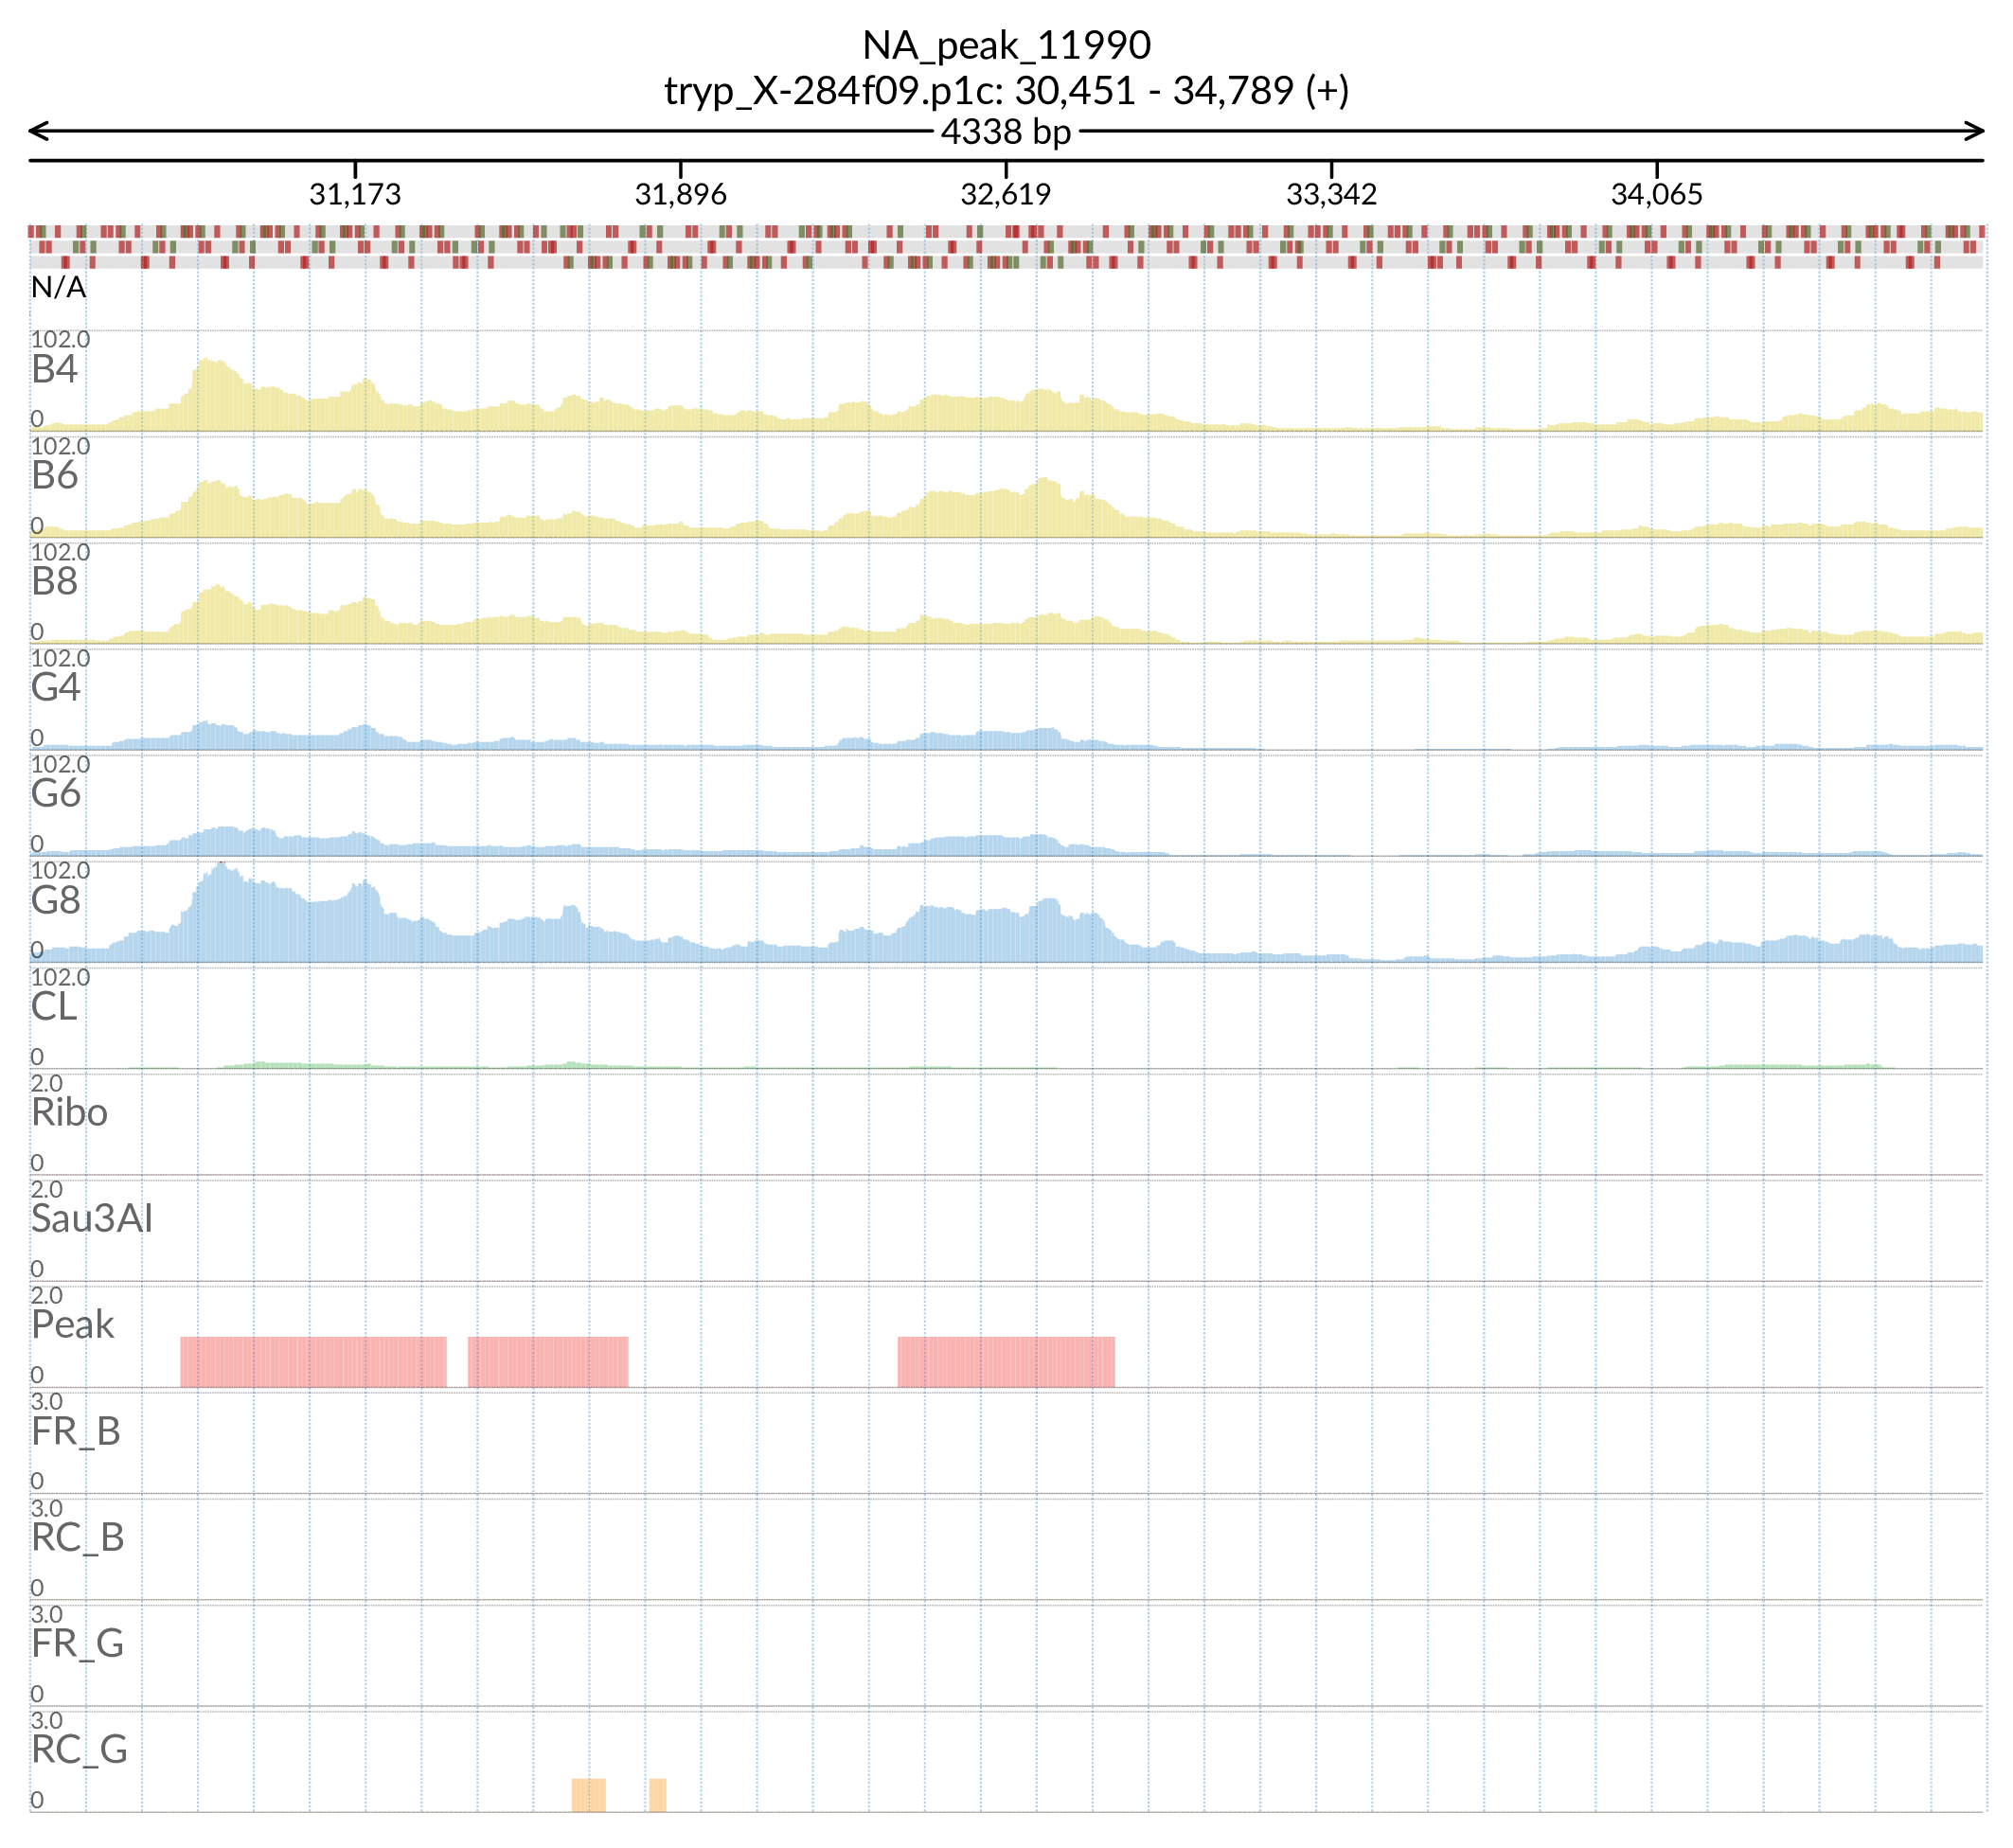 NA_peak_11990
tryp_X-284f09.p1c: 30,451 - 34,789 (+)
4338 bp
31,173 31,896 32,619 33,342 34,065
N/A
102.0
B4
0
102.0
B6
0
102.0
B8
0
102.0
G4
0
102.0
G6
0
102.0
G8
0
102.0
CL
0
2.0
Ribo
0
2.0
Sau3AI
0
2.0
Peak
0
3.0
FR_B
0
3.0
RC_B
0
3.0
FR_G
0
3.0
RC_G
0